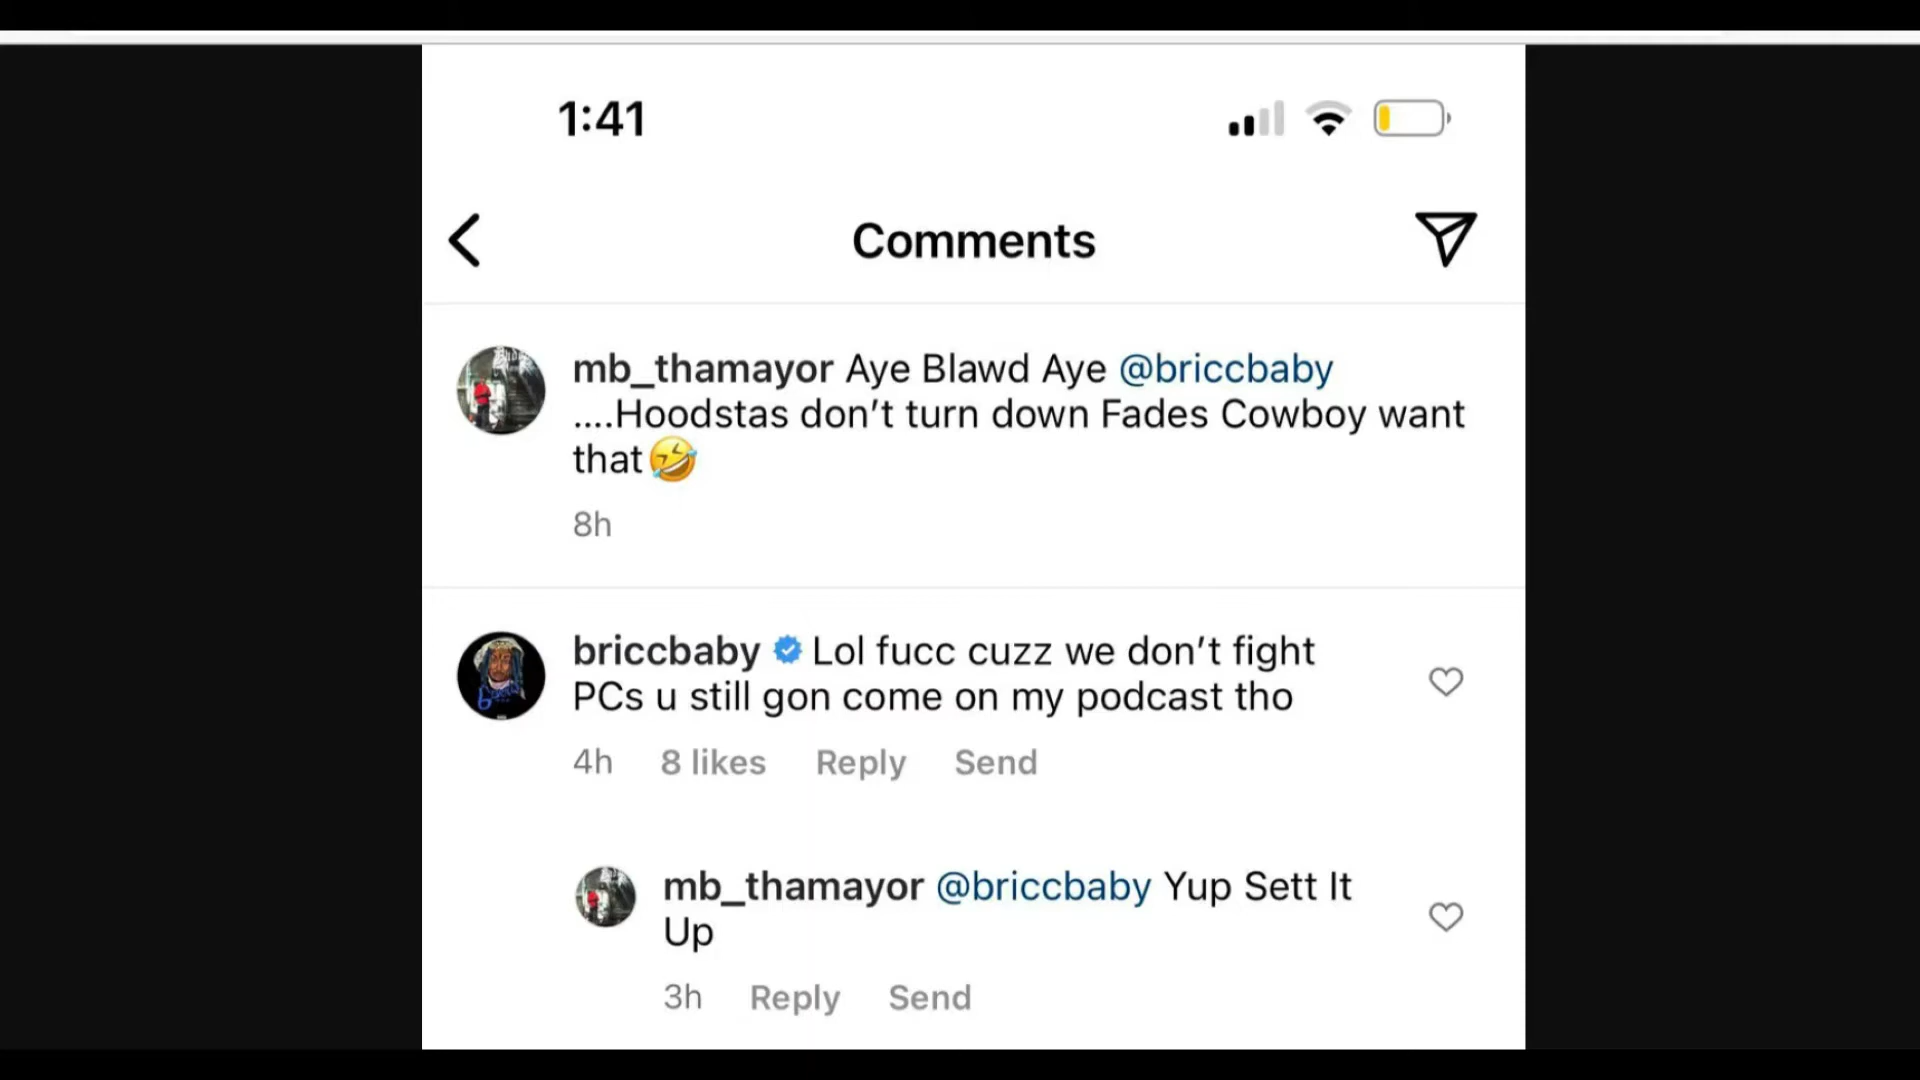 1:41
Comments
mb_thamayor Aye Blawd Aye @briccbaby
....Hoodstas don't turn down Fades Cowboy want
that🤣
8h
briccbaby Lol fucc cuzz we don't fight
PCs u still gon come on my podcast tho
4h 8 likes Reply Send
mb_thamayor @briccbaby Yup Sett It
Up
3h Reply Send